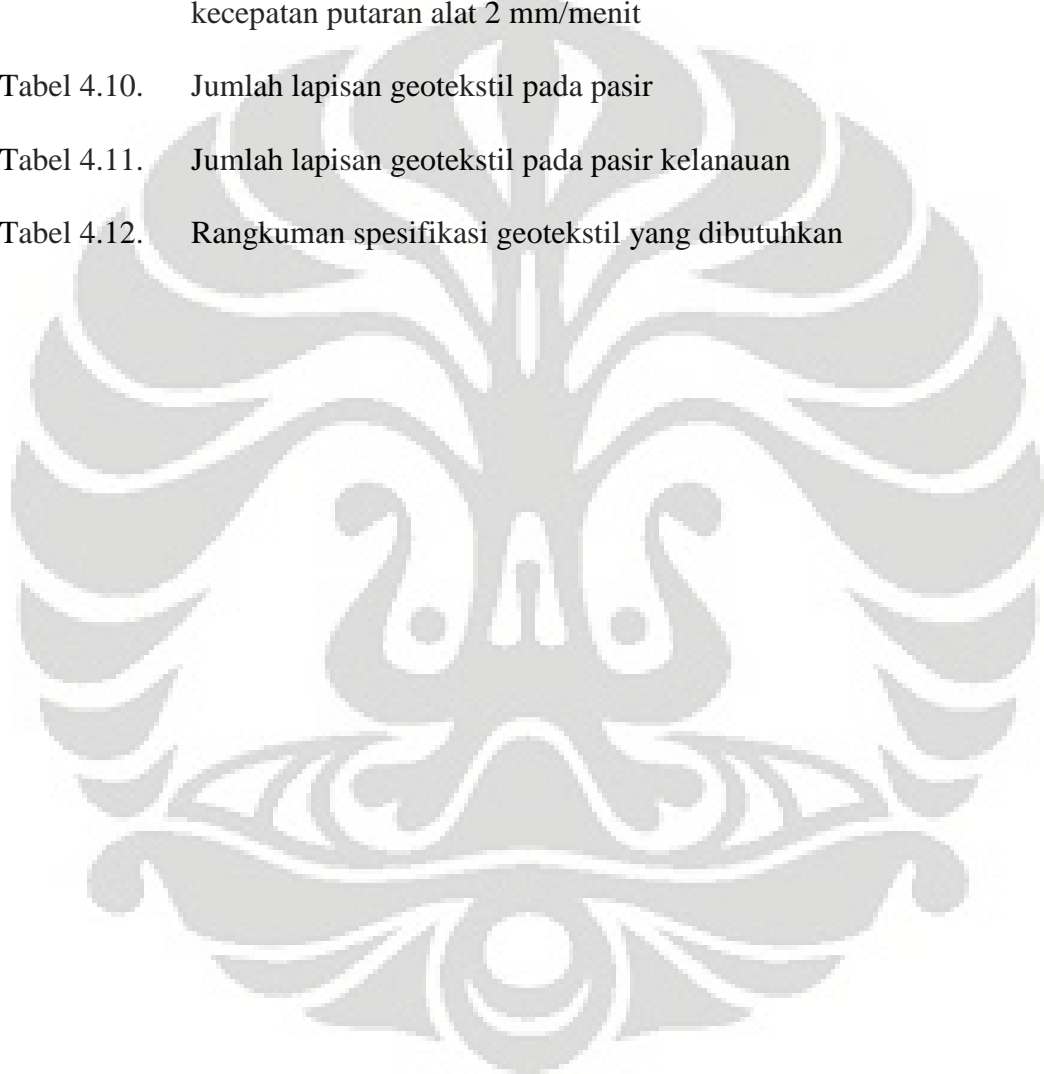 kecepatan putaran alat 2 mm/menit
Tabel 4.10. Jumlah lapisan geotekstil pada pasir
Tabel 4.11. Jumlah lapisan geotekstil pada pasir kelanauan
Tabel 4.12. Rangkuman spesifikasi geotekstil yang dibutuhkan